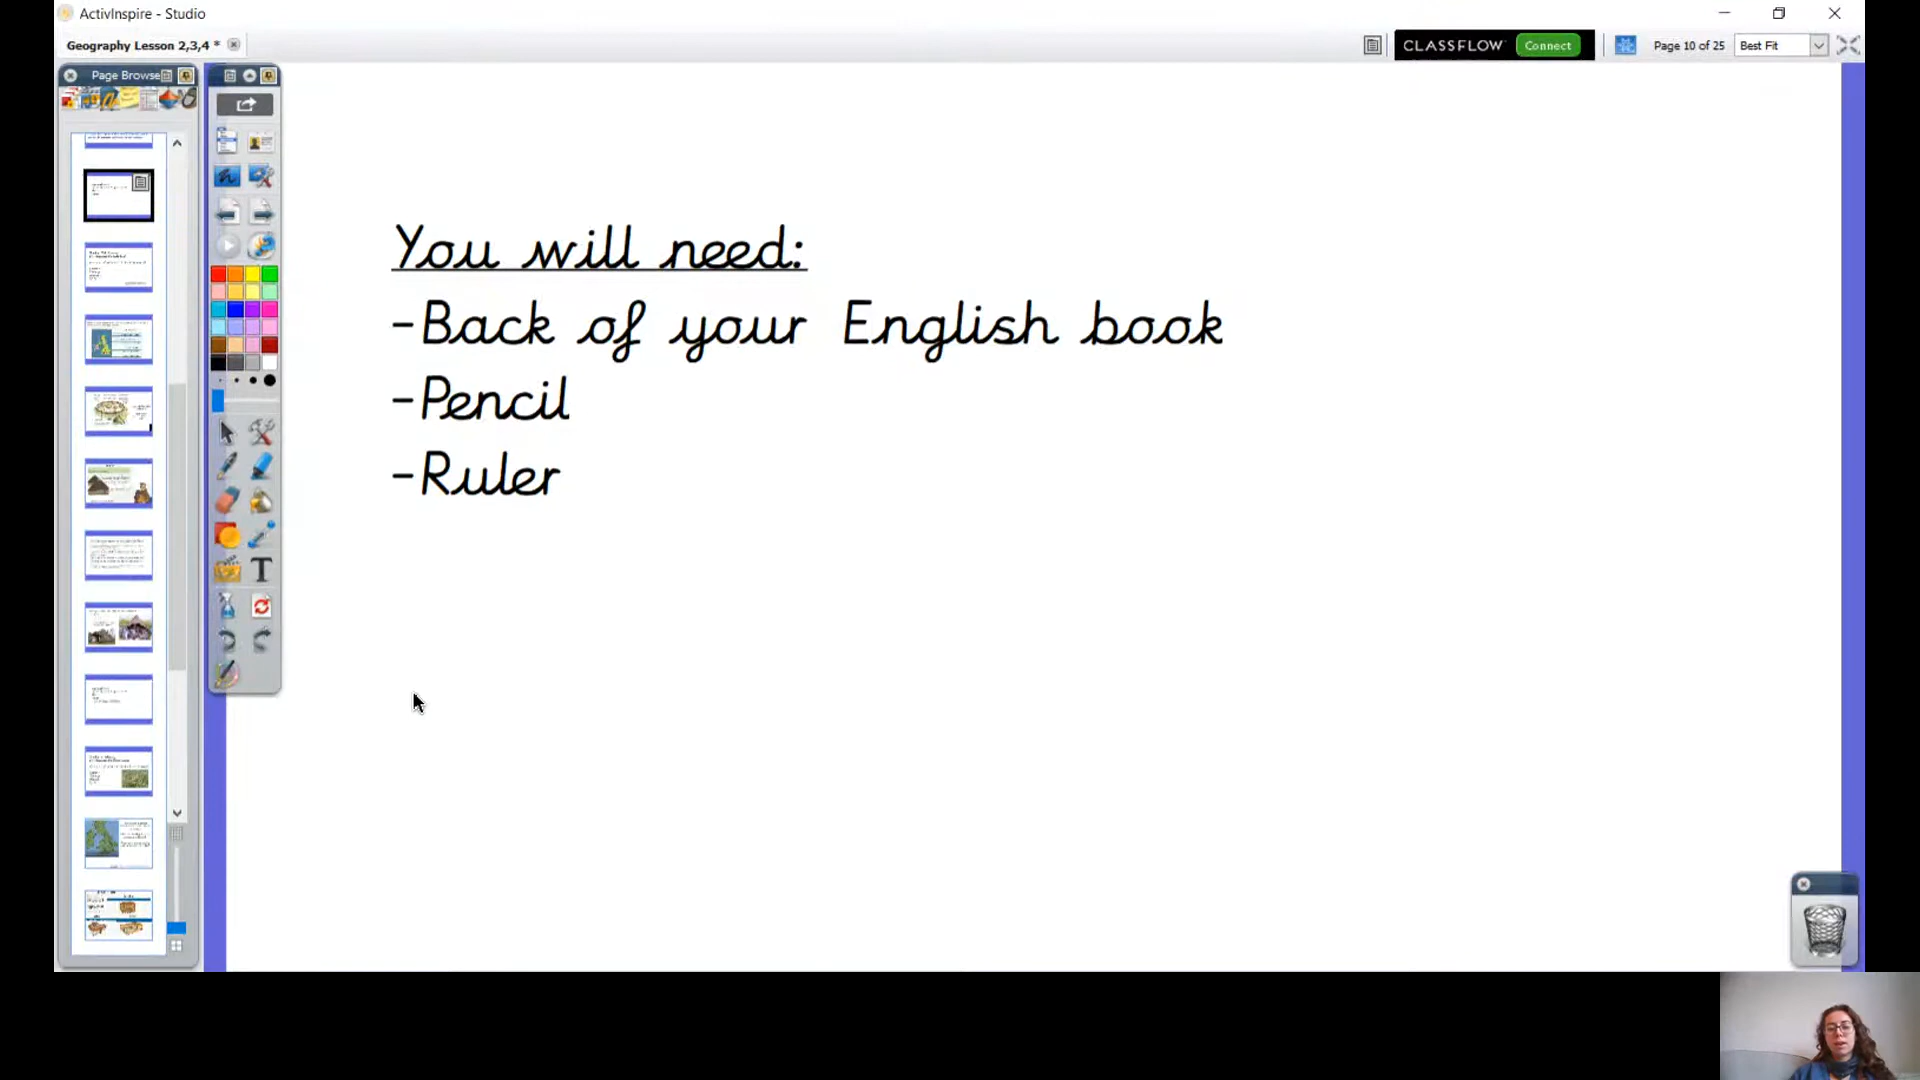 ActivInspire - Studio
Geography Lesson 2,3,4 *
CLASSFLOW Connect Page 10 of 25 Best Fit
Page Browse
You will need:
-Back of your English book
-Pencil
-Ruler
T